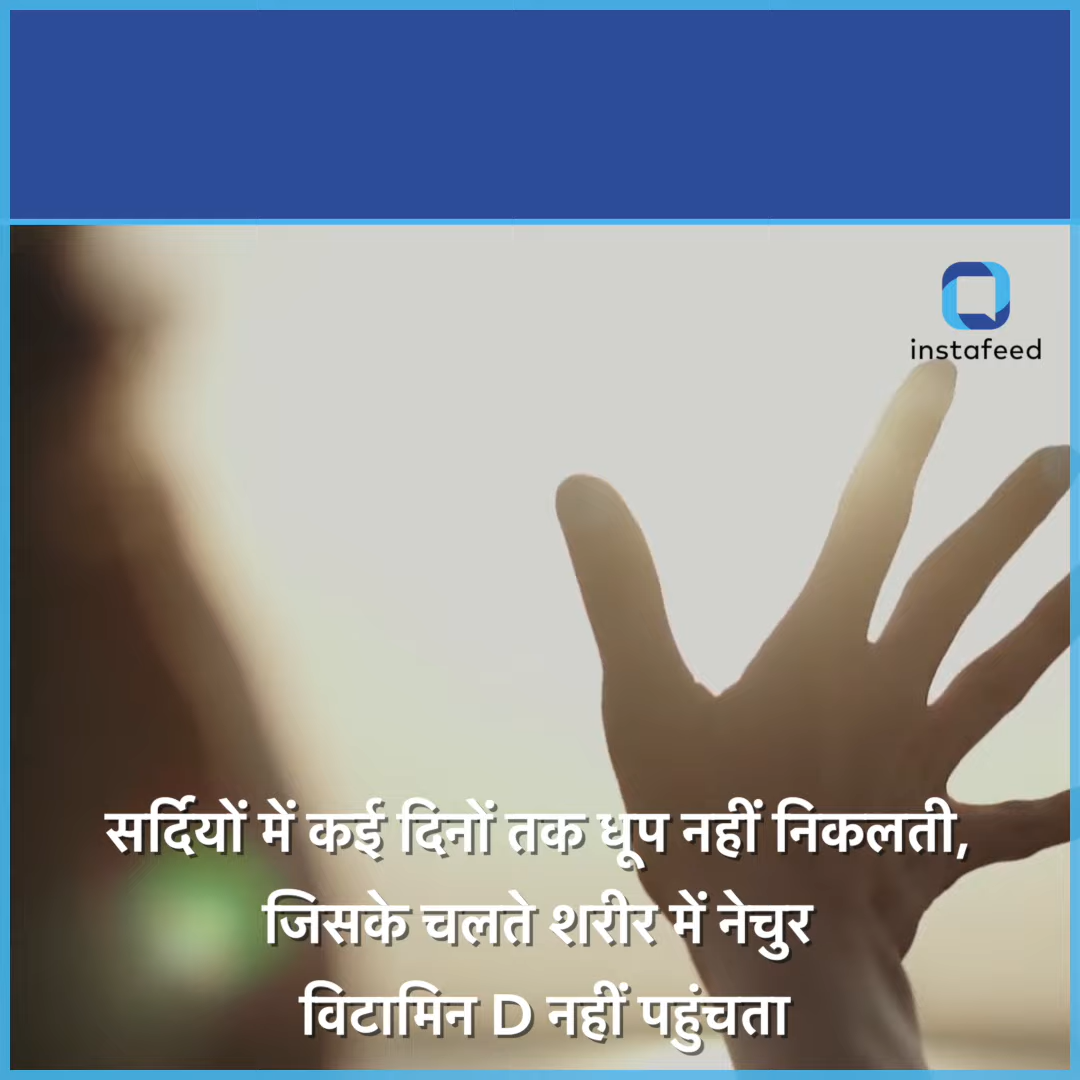 instafeed
सर्दियों में कई दिनों तक धूप नहीं निकलती,
जिसके चलते शरीर में नेचुर
विटामिन D नहीं पहुंचता